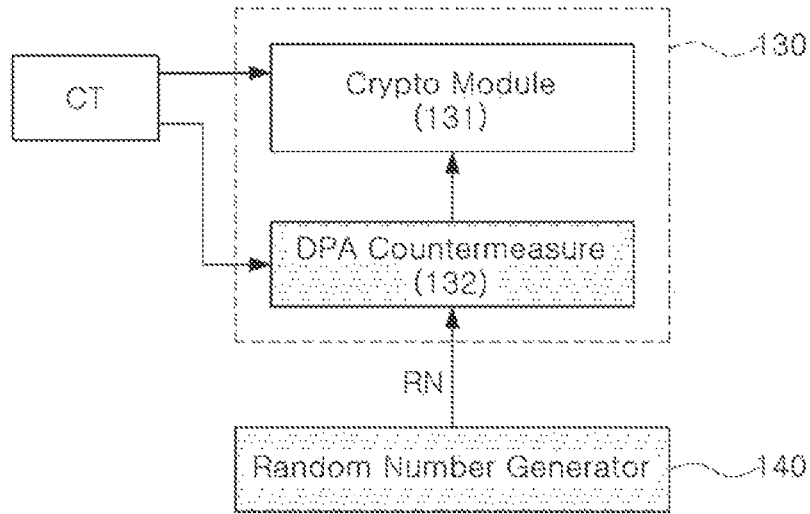 130
CT
Crypto Module
(131)
DPA Countermeasure
(132)
RN
Random Number Generator
140